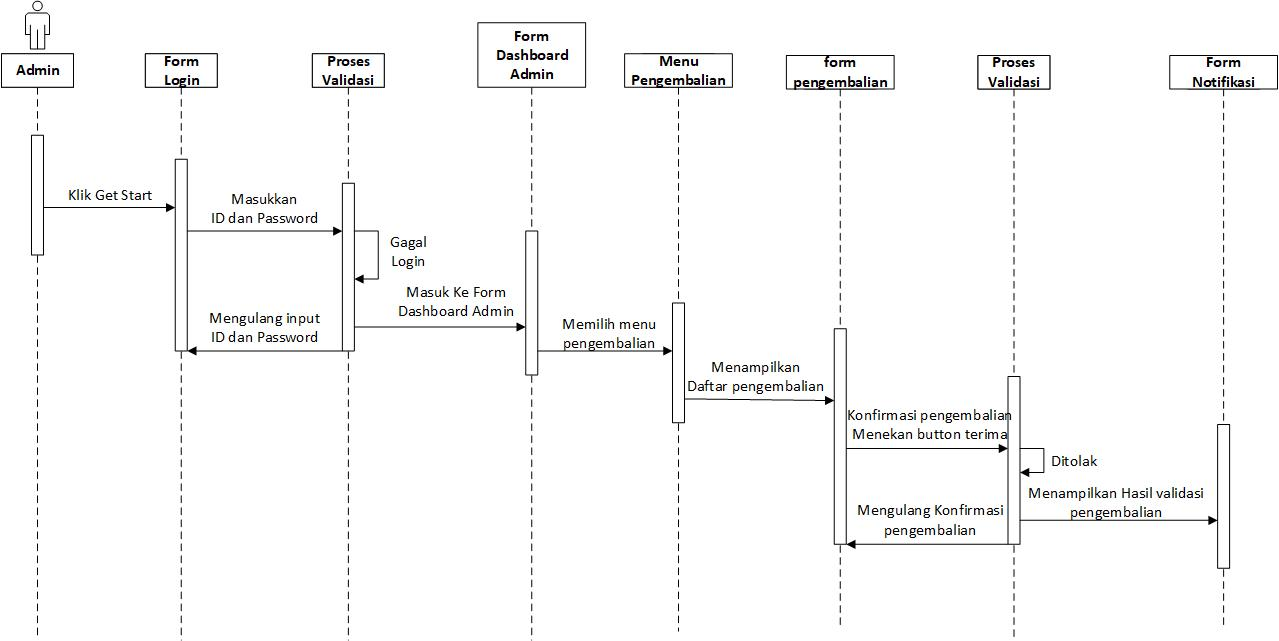 Admin
Form
Login
Proses
Validasi
Form
Dashboard
Admin
Menu
Pengembalian
form
pengembalian
Proses
Validasi
Form
Notifikasi
Klik Get Start
Masukkan
ID dan Password
Gagal
Login
Masuk Ke Form
Dashboard Admin
Mengulang input
ID dan Password
Memilih menu
pengembalian
Menampilkan
Daftar pengembalian
Konfirmasi pengembalian
Menekan button terima
Ditolak
Menampilkan Hasil validasi
pengembalian
Mengulang Konfirmasi
pengembalian